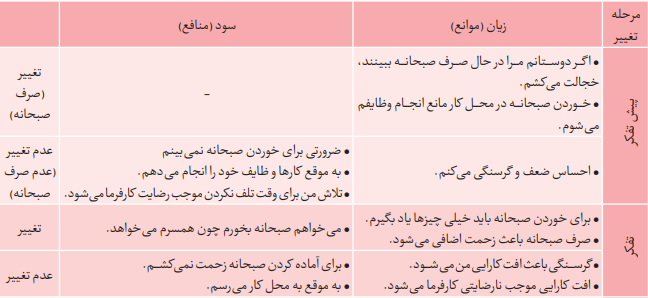 مرحله تغییر
زیان (موانع)
سود (منافع)
پیش تفکر
• اگر دوستانم مرا در حال صرف صبحانه ببینند،
خجالت می‌کشم.
• خوردن صبحانه در محل کار مانع انجام وظایفم
می‌شوم.
–
تغییر
(صرف
صبحانه)
• احساس ضعف و گرسنگی می‌کنم.
• ضرورتی برای خوردن صبحانه نمی‌بینم
• به موقع کارها و ظایف خود را انجام می‌دهم.
• تلاش من برای وقت تلف نکردن موجب رضایت کارفرما می‌شود.
عدم تغییر
(عدم صرف
صبحانه)
تفکر
• برای خوردن صبحانه باید خیلی چیزها یاد بگیرم.
• صرف صبحانه باعث زحمت اضافی می‌شود.
• می‌خواهم صبحانه بخورم چون همسرم می‌خواهد.
تغییر
• گرسنگی باعث افت کارایی من می‌شود.
• افت کارایی موجب نارضایتی کارفرما می‌شود.
• برای آماده کردن صبحانه زحمت نمی‌کشم.
• به موقع به محل کار می‌رسم.
عدم تغییر